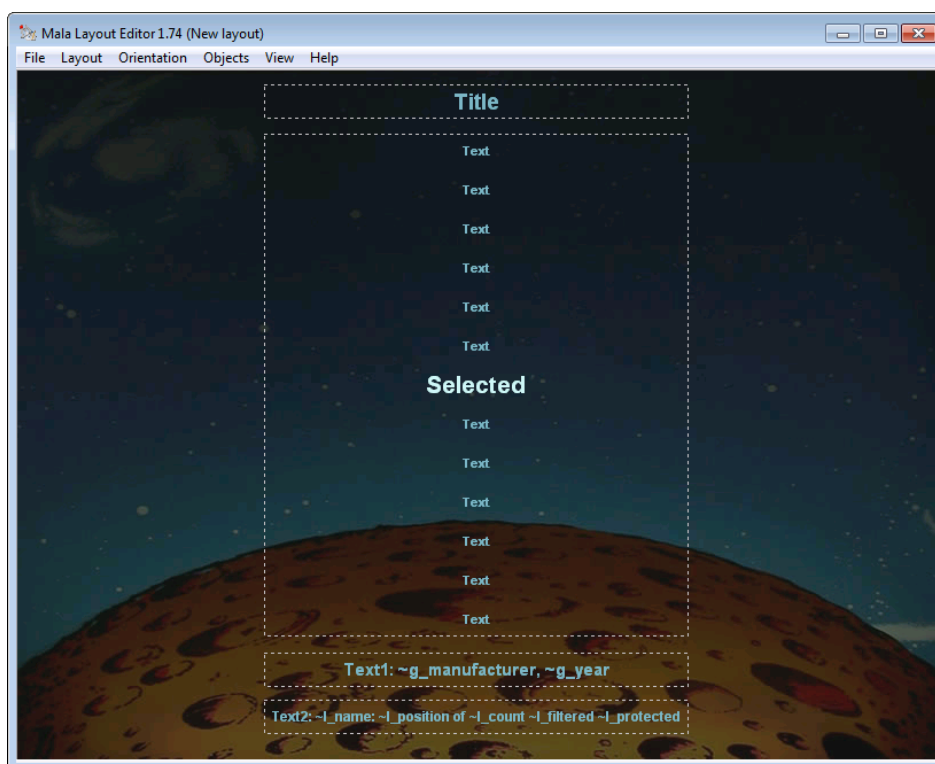 Mala Layout Editor 1.74 (New layout)
File Layout Orientation Objects View Help
Title
Text
Text
Text
Text
Text
Text
Selected
Text
Text
Text
Text
Text
Text
Text1: ~g_manufacturer, ~g_year
Text2: ~l_name: ~l_position of ~l_count ~l_filtered ~l_protected